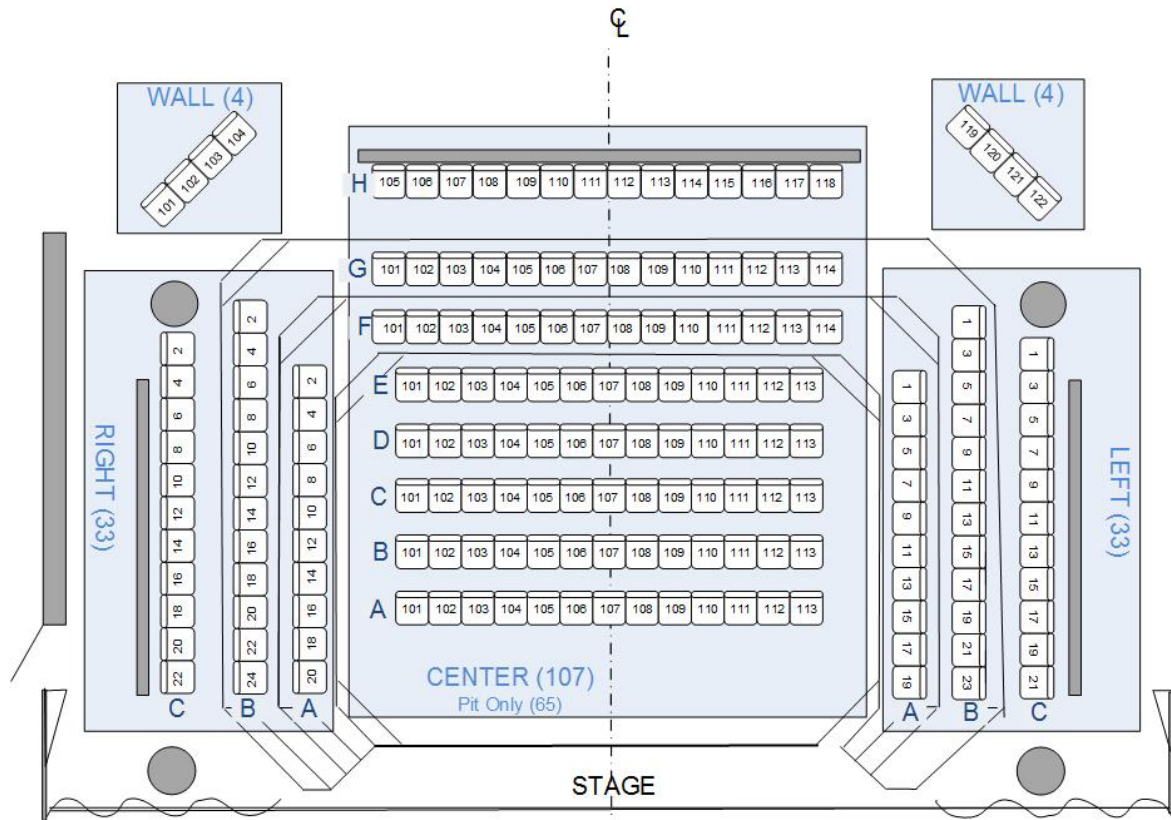 ℄
WALL (4)
101 102 103 104
WALL (4)
119 120 121 122
H 105 106 107 108 109 110 111 112 113 114 115 116 117 118
G 101 102 103 104 105 106 107 108 109 110 111 112 113 114
F 101 102 103 104 105 106 107 108 109 110 111 112 113 114
E 101 102 103 104 105 106 107 108 109 110 111 112 113
D 101 102 103 104 105 106 107 108 109 110 111 112 113
C 101 102 103 104 105 106 107 108 109 110 111 112 113
B 101 102 103 104 105 106 107 108 109 110 111 112 113
A 101 102 103 104 105 106 107 108 109 110 111 112 113
CENTER (107)
Pit Only (65)
RIGHT (33)
2 4 6 8 10 12 14 16 18 20 22 C
2 4 6 8 10 12 14 16 18 20 22 24 B
2 4 6 8 10 12 14 16 18 20 A
1 3 5 7 9 11 13 15 17 19 A
1 3 5 7 9 11 13 15 17 19 21 23 B
1 3 5 7 9 11 13 15 17 19 21 C
LEFT (33)
STAGE